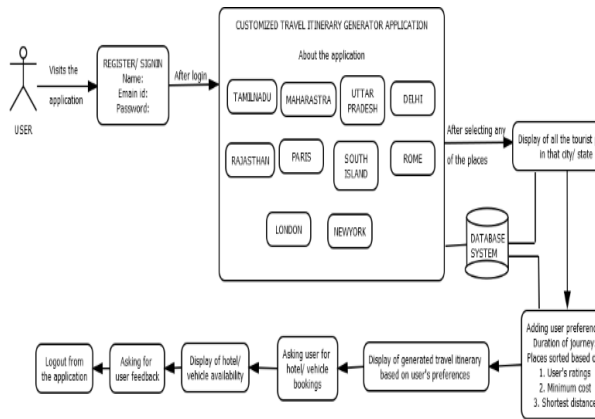 CUSTOMIZED TRAVEL ITINERARY GENERATOR APPLICATION
About the application
USER
Visits the
application
REGISTER/ SIGNIN
Name:
Emain id:
Password:
After login
TAMILNADU
MAHARASTRA
UTTAR
PRADESH
DELHI
RAJASTHAN
PARIS
SOUTH
ISLAND
ROME
LONDON
NEWYORK
After selecting any
of the places
Display of all the tourist
in that city/ state
DATABASE
SYSTEM
Adding user preferenc
Duration of journey
Places sorted based o
1. User's ratings
2. Minimum cost
3. Shortest distance
Display of generated travel itinerary
based on user's preferences
Asking user for
hotel/ vehicle
bookings
Display of hotel/
vehicle availability
Asking for
user feedback
Logout from
the application